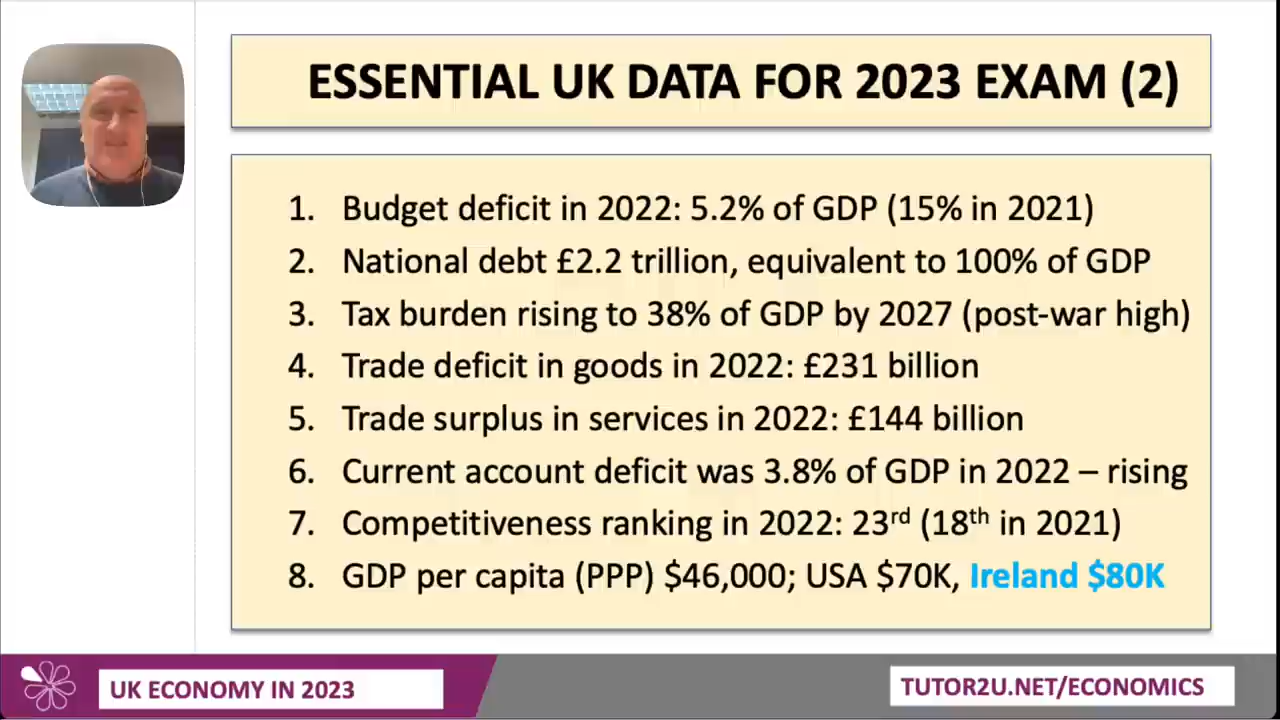 ESSENTIAL UK DATA FOR 2023 EXAM (2)
1. Budget deficit in 2022: 5.2% of GDP (15% in 2021)
2. National debt £2.2 trillion, equivalent to 100% of GDP
3. Tax burden rising to 38% of GDP by 2027 (post-war high)
4. Trade deficit in goods in 2022: £231 billion
5. Trade surplus in services in 2022: £144 billion
6. Current account deficit was 3.8% of GDP in 2022 – rising
7. Competitiveness ranking in 2022: 23rd (18th in 2021)
8. GDP per capita (PPP) $46,000; USA $70K, Ireland $80K
UK ECONOMY IN 2023
TUTOR2U.NET/ECONOMICS